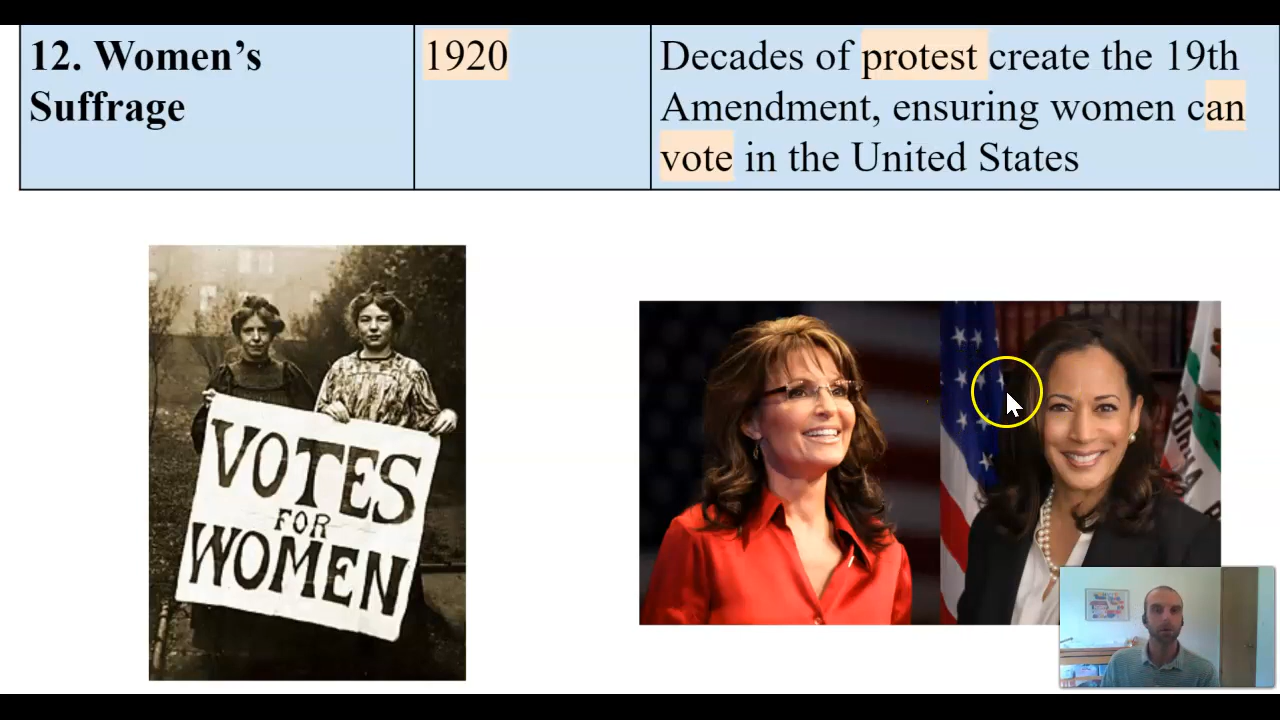 12. Women’s
Suffrage
1920
Decades of protest create the 19th
Amendment, ensuring women can
vote in the United States
VOTES
FOR
WOMEN